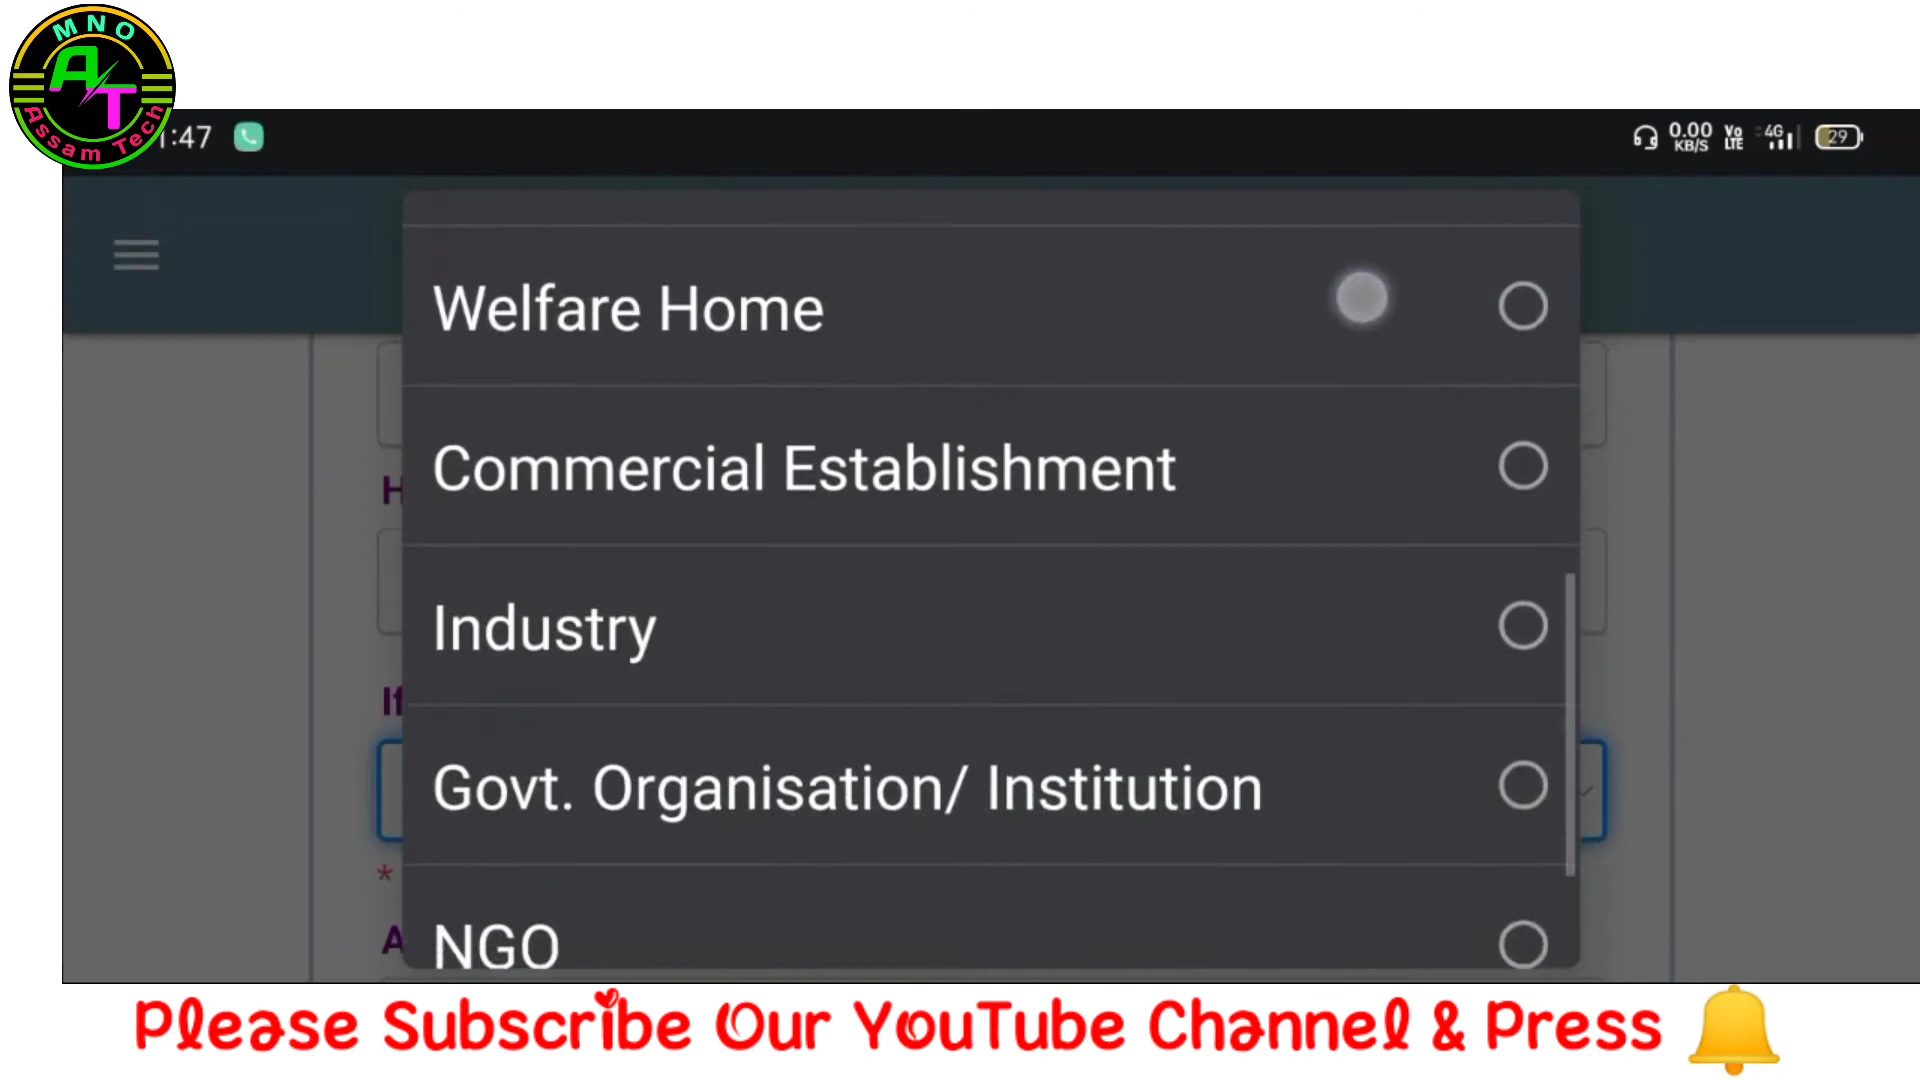 MNO
AT
Assam Tech
:47
0.00
KB/S
Vo
LTE
4G
29
Welfare Home
Commercial Establishment
H
Industry
If
Govt. Organisation/ Institution
*
A
NGO
Please Subscribe Our YouTube Channel & Press